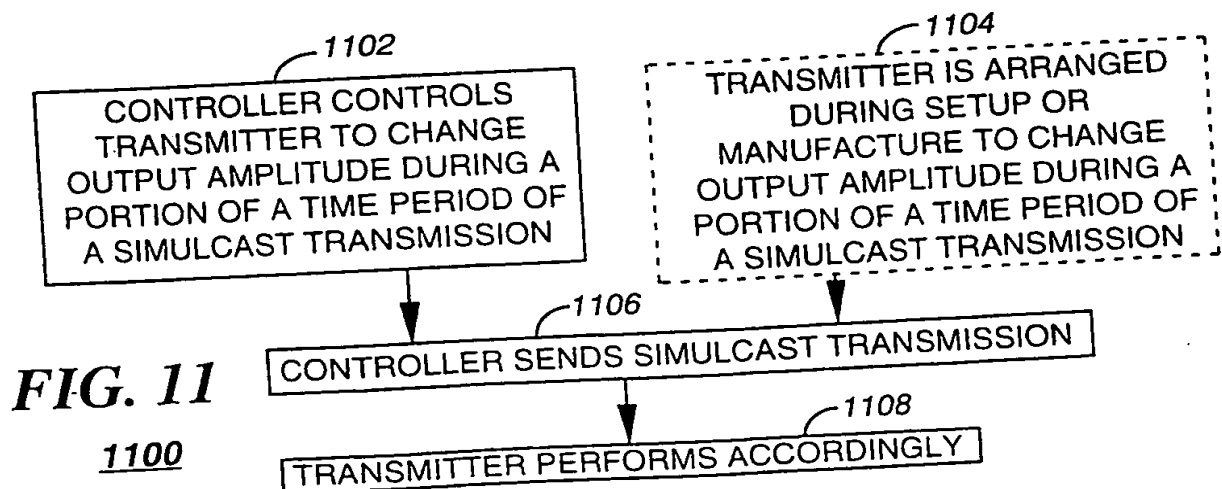 1102
CONTROLLER CONTROLS
TRANSMITTER TO CHANGE
OUTPUT AMPLITUDE DURING A
PORTION OF A TIME PERIOD OF
A SIMULCAST TRANSMISSION
1104
TRANSMITTER IS ARRANGED
DURING SETUP OR
MANUFACTURE TO CHANGE
OUTPUT AMPLITUDE DURING A
PORTION OF A TIME PERIOD OF
A SIMULCAST TRANSMISSION
1106
CONTROLLER SENDS SIMULCAST TRANSMISSION
FIG. 11
1100
1108
TRANSMITTER PERFORMS ACCORDINGLY